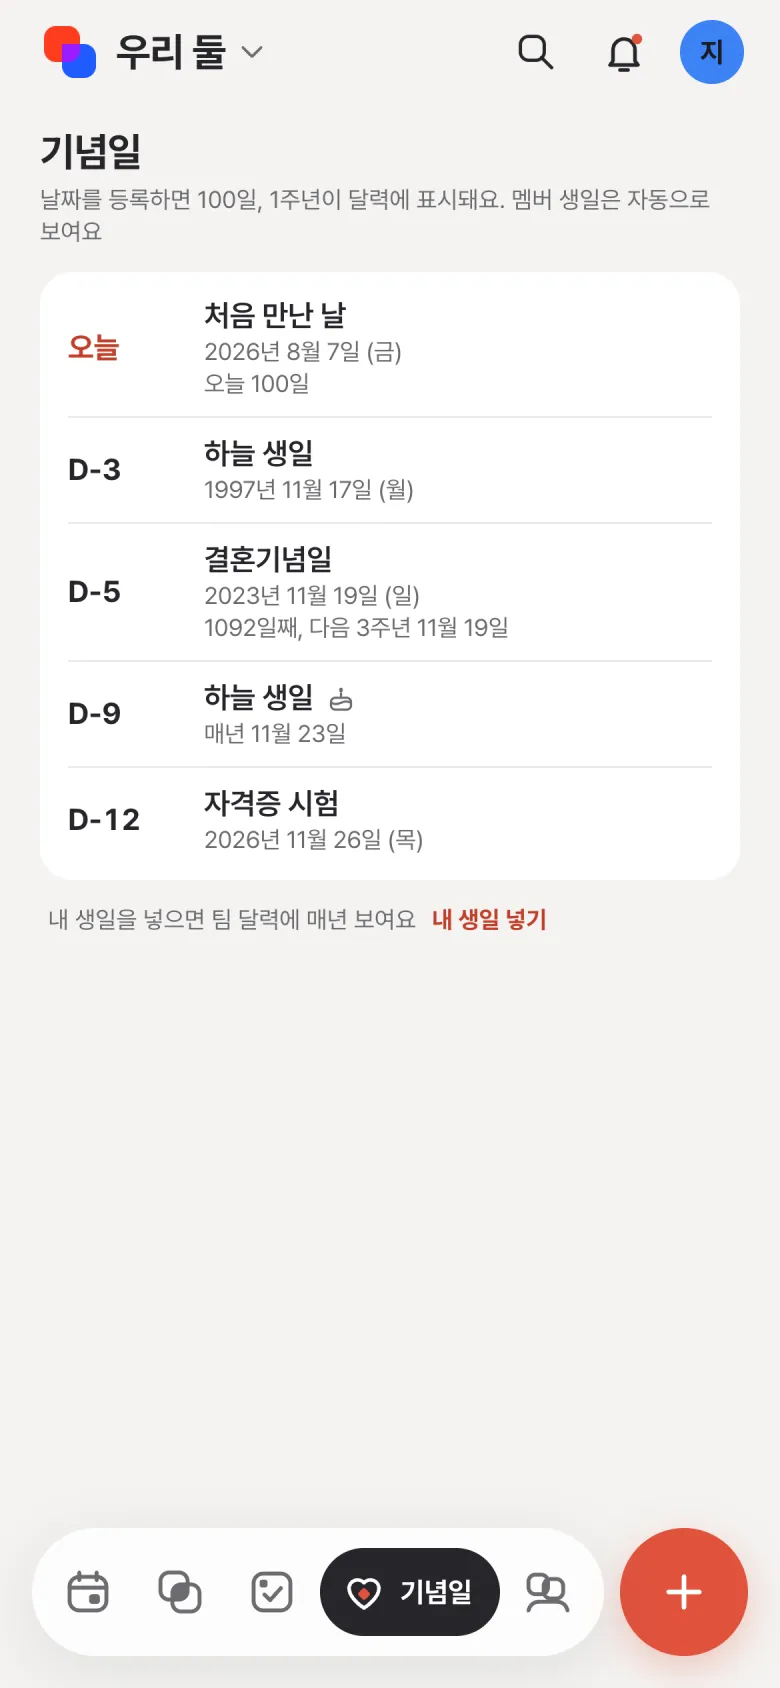 우리 둘
지
기념일
날짜를 등록하면 100일, 1주년이 달력에 표시돼요. 멤버 생일은 자동으로
보여요
오늘
처음 만난 날
2026년 8월 7일 (금)
오늘 100일
D-3
하늘 생일
1997년 11월 17일 (월)
D-5
결혼기념일
2023년 11월 19일 (일)
1092일째, 다음 3주년 11월 19일
D-9
하늘 생일
매년 11월 23일
D-12
자격증 시험
2026년 11월 26일 (목)
내 생일을 넣으면 팀 달력에 매년 보여요 내 생일 넣기
기념일